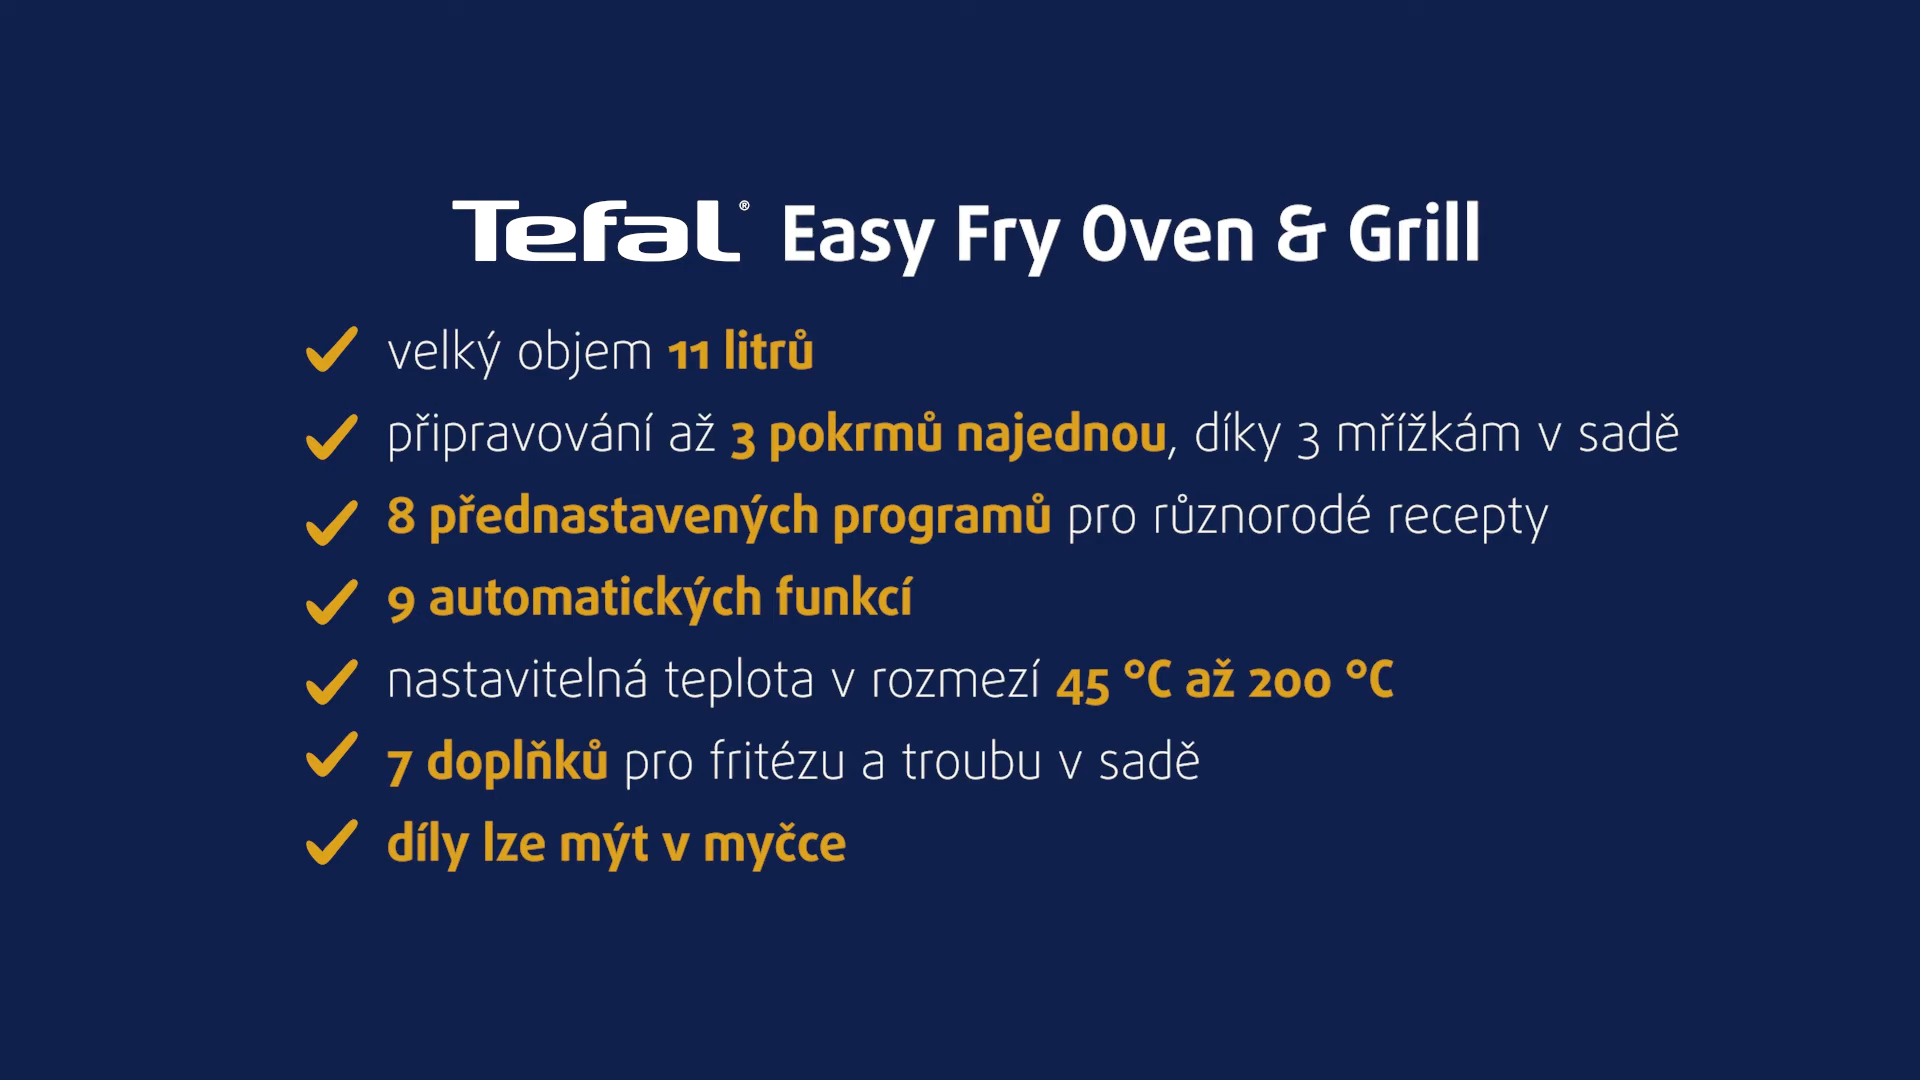 Tefal® Easy Fry Oven & Grill
velký objem 11 litrů
připravování až 3 pokrmů najednou, díky 3 mřížkám v sadě
8 přednastavených programů pro různorodé recepty
9 automatických funkcí
nastavitelná teplota v rozmezí 45 °C až 200 °C
7 doplňků pro fritézu a troubu v sadě
díly lze mýt v myčce